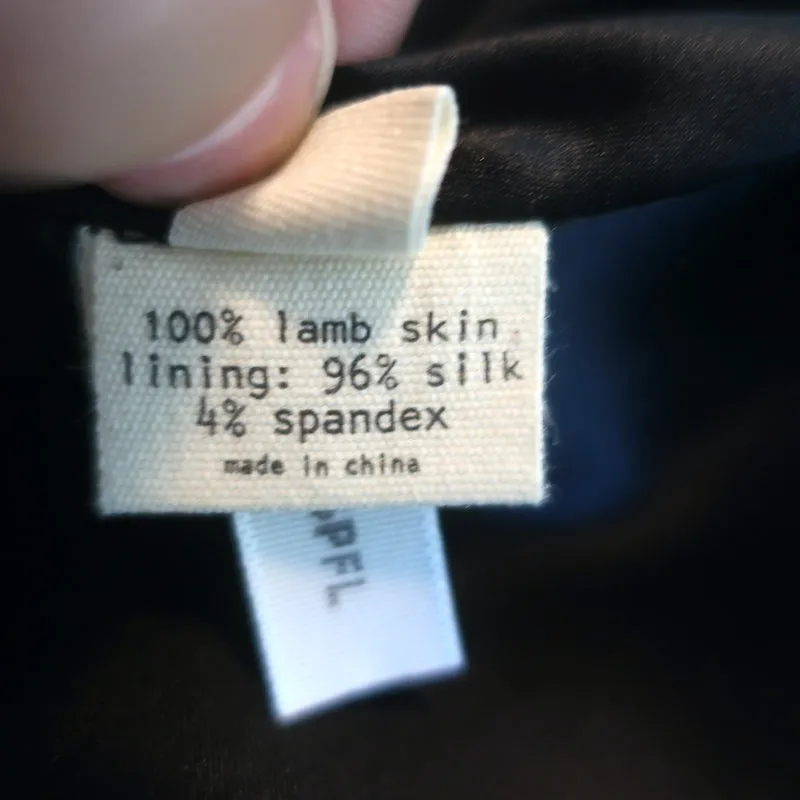 100% lamb skin
lining: 96% silk
4% spandex
made in china